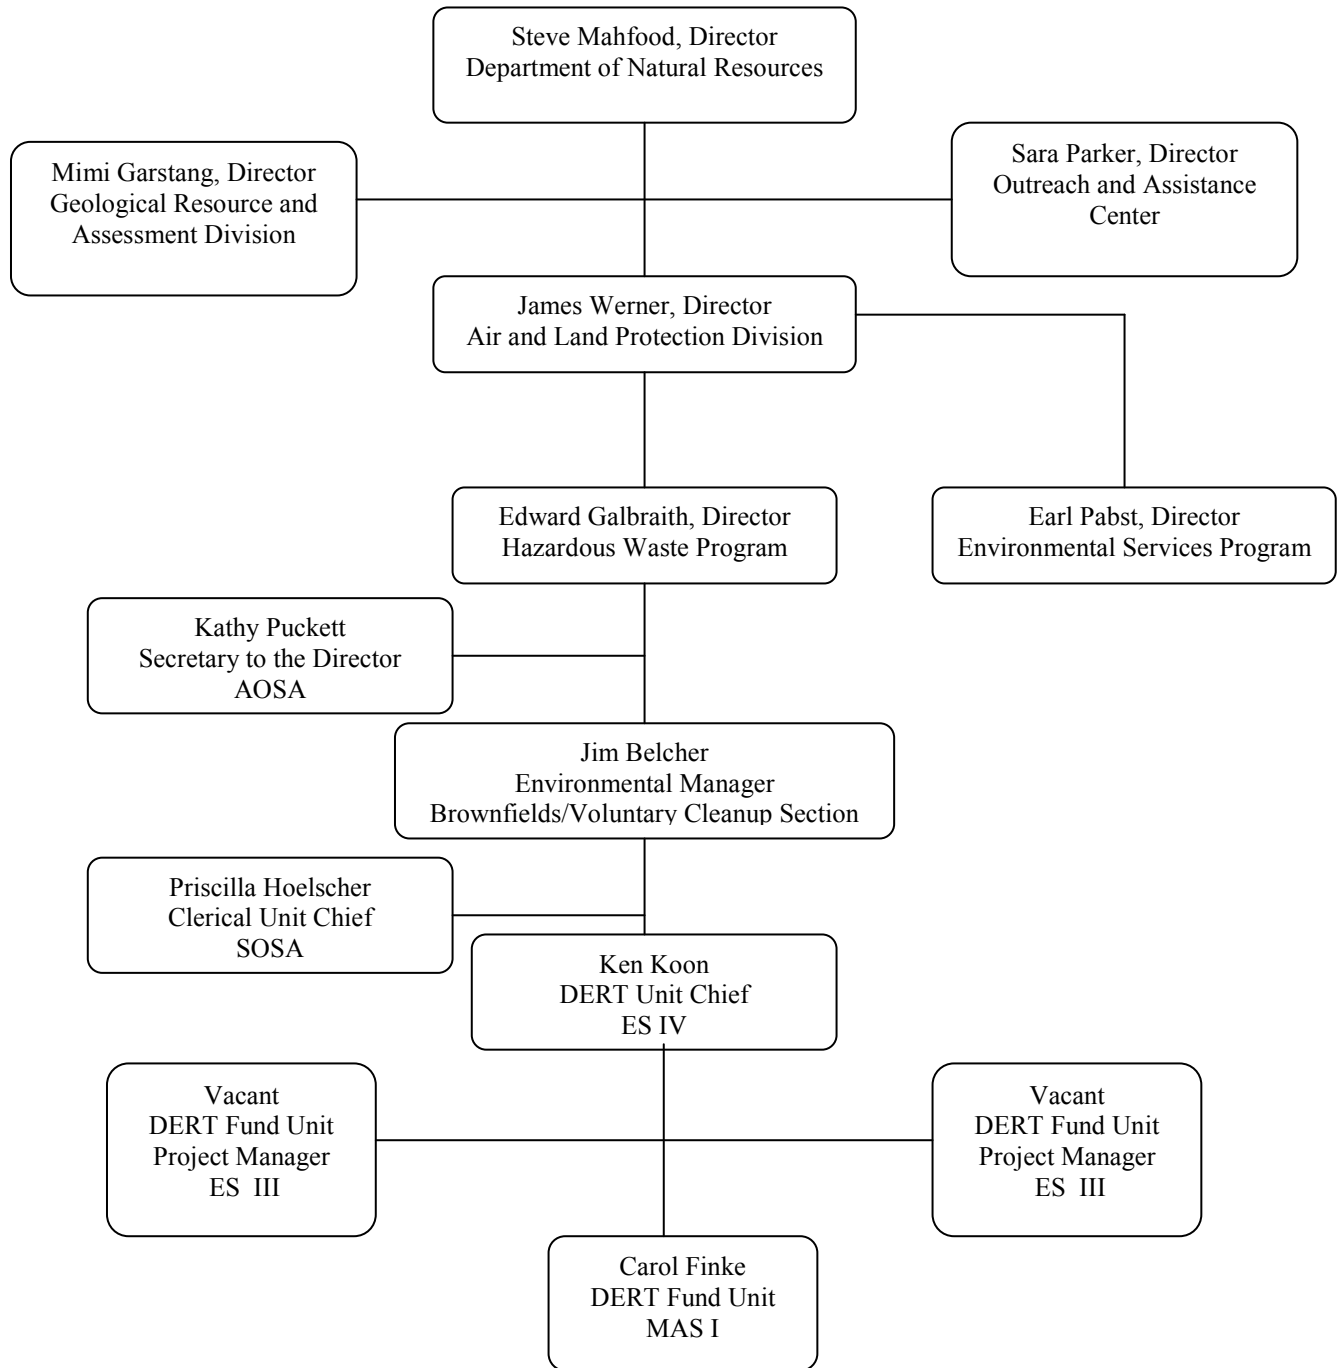 Steve Mahfood, Director
Department of Natural Resources
Mimi Garstang, Director
Geological Resource and
Assessment Division
Sara Parker, Director
Outreach and Assistance
Center
James Werner, Director
Air and Land Protection Division
Edward Galbraith, Director
Hazardous Waste Program
Earl Pabst, Director
Environmental Services Program
Kathy Puckett
Secretary to the Director
AOSA
Jim Belcher
Environmental Manager
Brownfields/Voluntary Cleanup Section
Priscilla Hoelscher
Clerical Unit Chief
SOSA
Ken Koon
DERT Unit Chief
ES IV
Vacant
DERT Fund Unit
Project Manager
ES III
Vacant
DERT Fund Unit
Project Manager
ES III
Carol Finke
DERT Fund Unit
MAS I